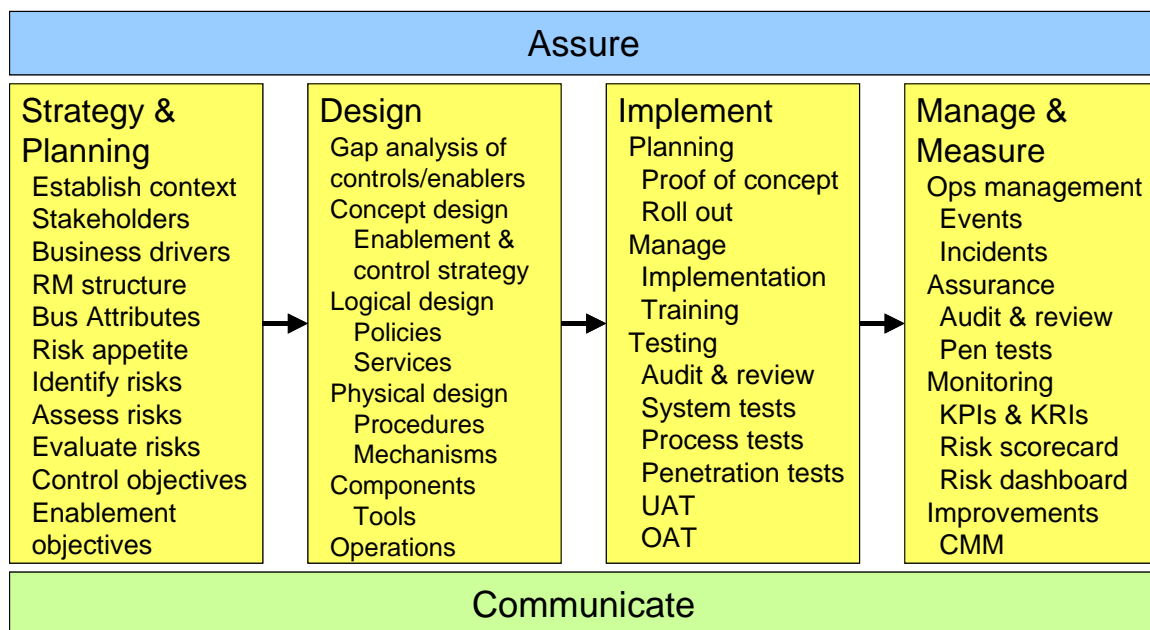 Assure
Strategy &
Planning
Establish context
Stakeholders
Business drivers
RM structure
Bus Attributes
Risk appetite
Identify risks
Assess risks
Evaluate risks
Control objectives
Enablement
objectives
Design
Gap analysis of
controls/enablers
Concept design
Enablement &
control strategy
Logical design
Policies
Services
Physical design
Procedures
Mechanisms
Components
Tools
Operations
Implement
Planning
Proof of concept
Roll out
Manage
Implementation
Training
Testing
Audit & review
System tests
Process tests
Penetration tests
UAT
OAT
Manage &
Measure
Ops management
Events
Incidents
Assurance
Audit & review
Pen tests
Monitoring
KPIs & KRIs
Risk scorecard
Risk dashboard
Improvements
CMM
Communicate